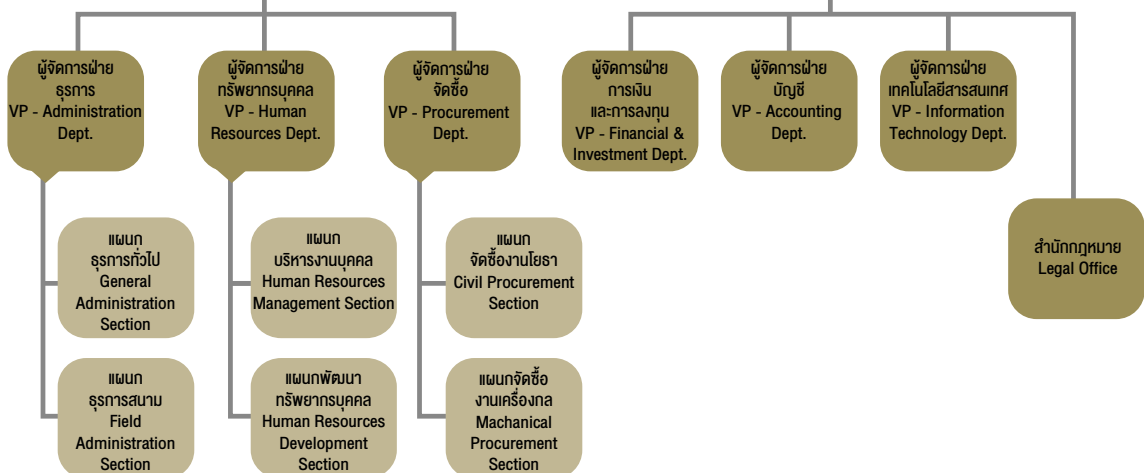 ผู้จัดการฝ่าย
ธุรการ
VP - Administration
Dept.
ผู้จัดการฝ่าย
ทรัพยากรบุคคล
VP - Human
Resources Dept.
ผู้จัดการฝ่าย
จัดซื้อ
VP - Procurement
Dept.
ผู้จัดการฝ่าย
การเงิน
และการลงทุน
VP - Financial &
Investment Dept.
ผู้จัดการฝ่าย
บัญชี
VP - Accounting
Dept.
ผู้จัดการฝ่าย
เทคโนโลยีสารสนเทศ
VP - Information
Technology Dept.
แผนก
ธุรการทั่วไป
General
Administration
Section
แผนก
บริหารงานบุคคล
Human Resources
Management Section
แผนก
จัดซื้องานโยธา
Civil Procurement
Section
สำนักกฎหมาย
Legal Office
แผนก
ธุรการสนาม
Field
Administration
Section
แผนกพัฒนา
ทรัพยากรบุคคล
Human Resources
Development
Section
แผนกจัดซื้อ
งานเครื่องกล
Machanical
Procurement
Section